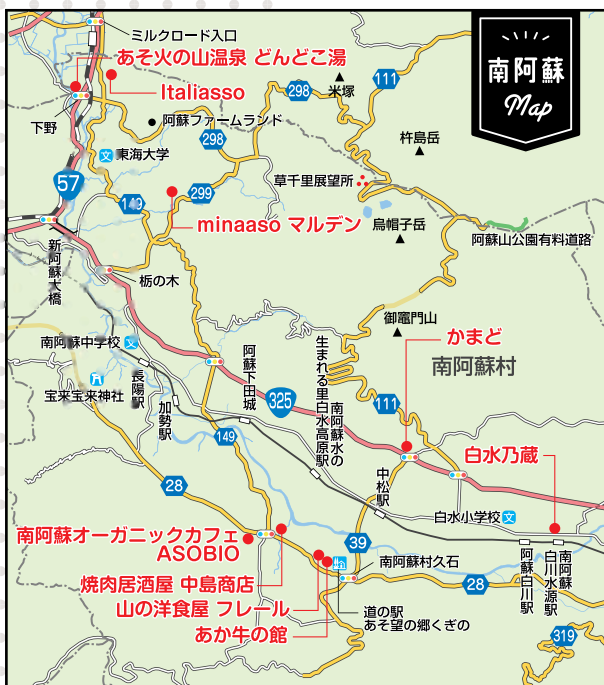 南阿蘇
Map
ミルクロード入口
あそ火の山温泉 どんどこ湯
Italiasso
下野
阿蘇ファームランド
米塚
111
298
298
杵島岳
東海大学
57
149
299
草千里展望所
minaaso マルデン
烏帽子岳
阿蘇山公園有料道路
新阿蘇大橋
栃の木
御竈門山
かまど
南阿蘇村
南阿蘇中学校
長陽駅
宝来宝来神社
加勢駅
阿蘇下田城
325
南阿蘇水の
生まれる里白水高原駅
111
149
中松駅
白水乃蔵
28
白水小学校
南阿蘇オーガニックカフェ
ASOBIO
39
南阿蘇村久石
焼肉居酒屋 中島商店
山の洋食屋 フレール
あか牛の館
道の駅
あそ望の郷くぎの
28
阿蘇白川駅
南阿蘇
白川水源駅
319